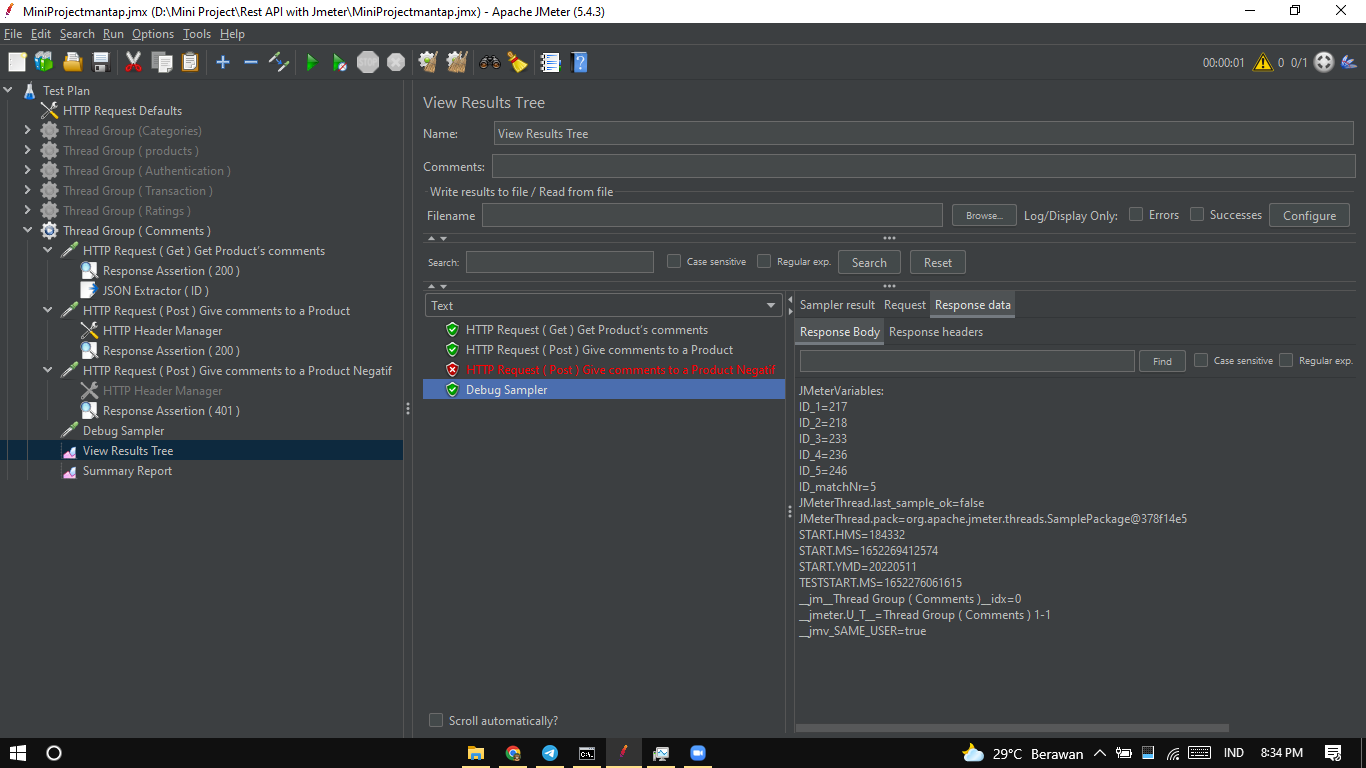 MiniProjectmantap.jmx (D:\Mini Project\Rest API with Jmeter\MiniProjectmantap.jmx) - Apache JMeter (5.4.3)
File Edit Search Run Options Tools Help
STOP
00:00:01 0 0/1
Test Plan
HTTP Request Defaults
Thread Group (Categories)
Thread Group ( products )
Thread Group ( Authentication )
Thread Group ( Transaction )
Thread Group ( Ratings )
Thread Group ( Comments )
HTTP Request ( Get ) Get Product's comments
Response Assertion ( 200 )
JSON Extractor ( ID )
HTTP Request ( Post ) Give comments to a Product
HTTP Header Manager
Response Assertion ( 200 )
HTTP Request ( Post ) Give comments to a Product Negatif
HTTP Header Manager
Response Assertion ( 401 )
Debug Sampler
View Results Tree
Summary Report
View Results Tree
Name: View Results Tree
Comments:
Write results to file / Read from file
Filename Browse... Log/Display Only: Errors Successes Configure
Search: Case sensitive Regular exp. Search Reset
Text
HTTP Request ( Get ) Get Product's comments
HTTP Request ( Post ) Give comments to a Product
HTTP Request ( Post ) Give comments to a Product Negatif
Debug Sampler
Scroll automatically?
Sampler result Request Response data
Response Body Response headers
Find Case sensitive Regular exp.
JMeterVariables:
ID_1=217
ID_2=218
ID_3=233
ID_4=236
ID_5=246
ID_matchNr=5
JMeterThread.last_sample_ok=false
JMeterThread.pack=org.apache.jmeter.threads.SamplePackage@378f14e5
START.HMS=184332
START.MS=1652269412574
START.YMD=20220511
TESTSTART.MS=1652276061615
__jm__Thread Group ( Comments )__idx=0
__jmeter.U_T__=Thread Group ( Comments ) 1-1
__jmv_SAME_USER=true
29°C Berawan IND 8:34 PM